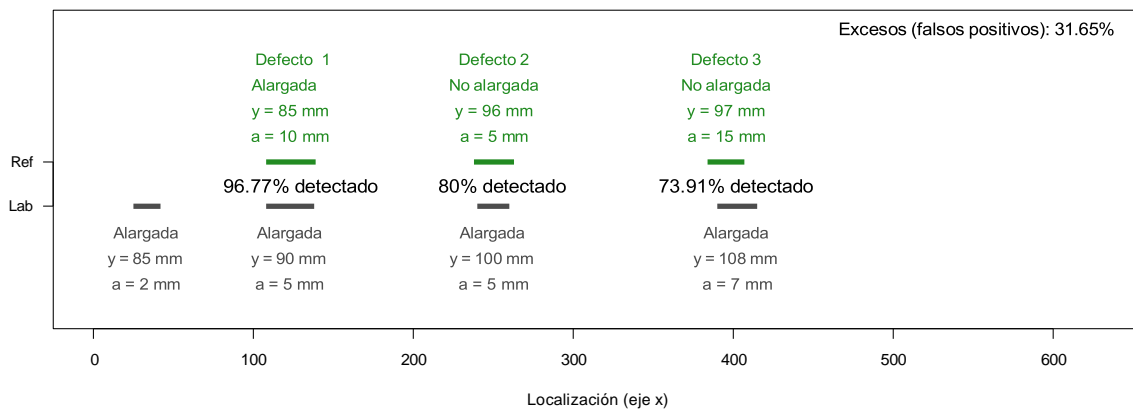 Excesos (falsos positivos): 31.65%
Defecto 1
Alargada
y = 85 mm
a = 10 mm
Defecto 2
No alargada
y = 96 mm
a = 5 mm
Defecto 3
No alargada
y = 97 mm
a = 15 mm
Ref
96.77% detectado
80% detectado
73.91% detectado
Lab
Alargada
y = 85 mm
a = 2 mm
Alargada
y = 90 mm
a = 5 mm
Alargada
y = 100 mm
a = 5 mm
Alargada
y = 108 mm
a = 7 mm
0 100 200 300 400 500 600
Localización (eje x)